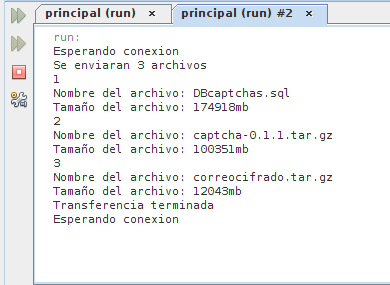 principal (run) x principal (run) #2 x
run:
Esperando conexion
Se enviaran 3 archivos
1
Nombre del archivo: DBcaptchas.sql
Tamaño del archivo: 174918mb
2
Nombre del archivo: captcha-0.1.1.tar.gz
Tamaño del archivo: 100351mb
3
Nombre del archivo: correocifrado.tar.gz
Tamaño del archivo: 12043mb
Transferencia terminada
Esperando conexion